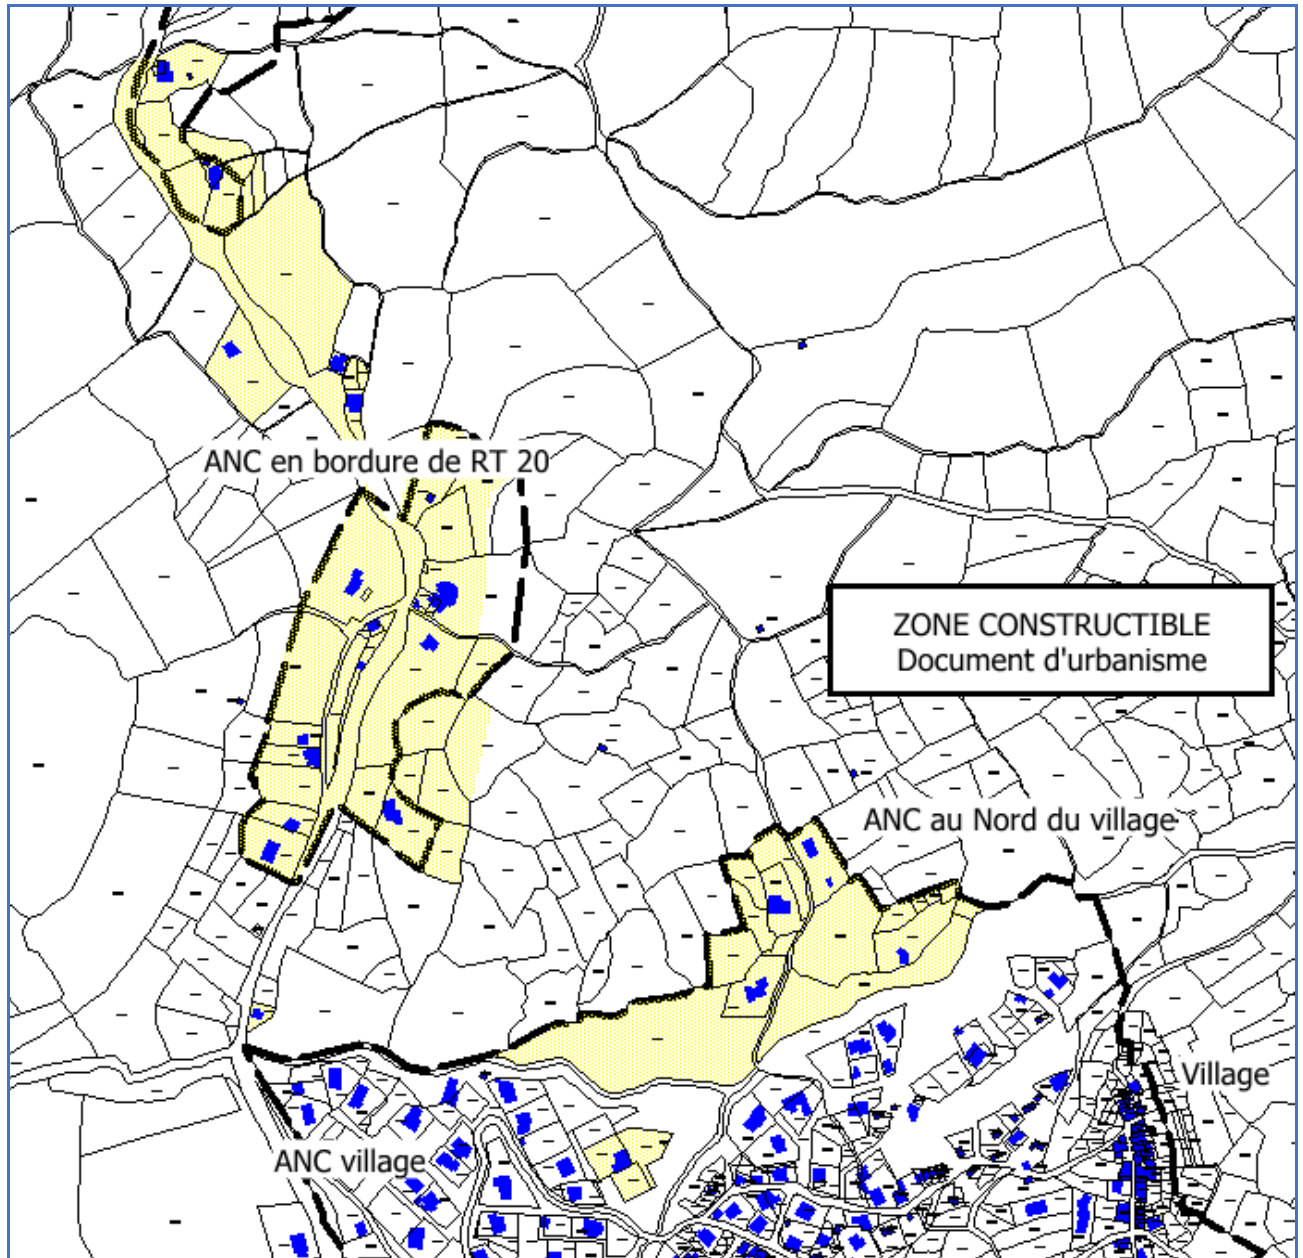 ANC en bordure de RT 20
ZONE CONSTRUCTIBLE
Document d'urbanisme
ANC au Nord du village
Village
ANC village